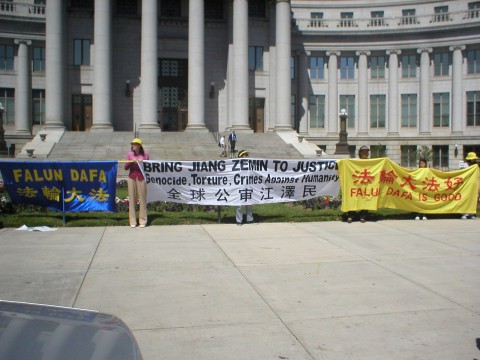 FALUN DAFA
法輪大法
BRING JIANG ZEMIN TO JUSTICE
Genocide, Torture, Crimes Against Humanity
全球公審江澤民
法輪大法好
FALUN DAFA IS GOOD